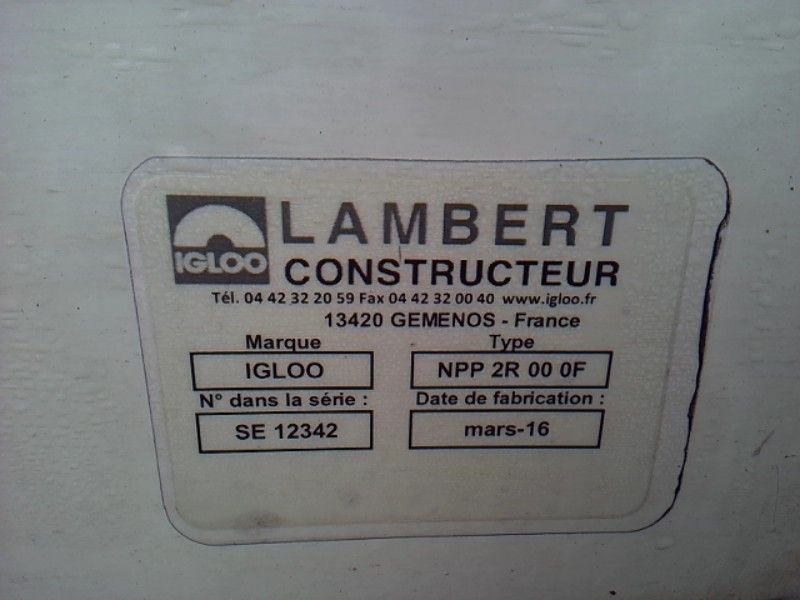 IGLOO
LAMBERT
CONSTRUCTEUR
Tél. 04 42 32 20 59 Fax 04 42 32 00 40 www.igloo.fr
13420 GEMENOS - France
Marque Type
IGLOO NPP 2R 00 0F
N° dans la série : Date de fabrication :
SE 12342 mars-16